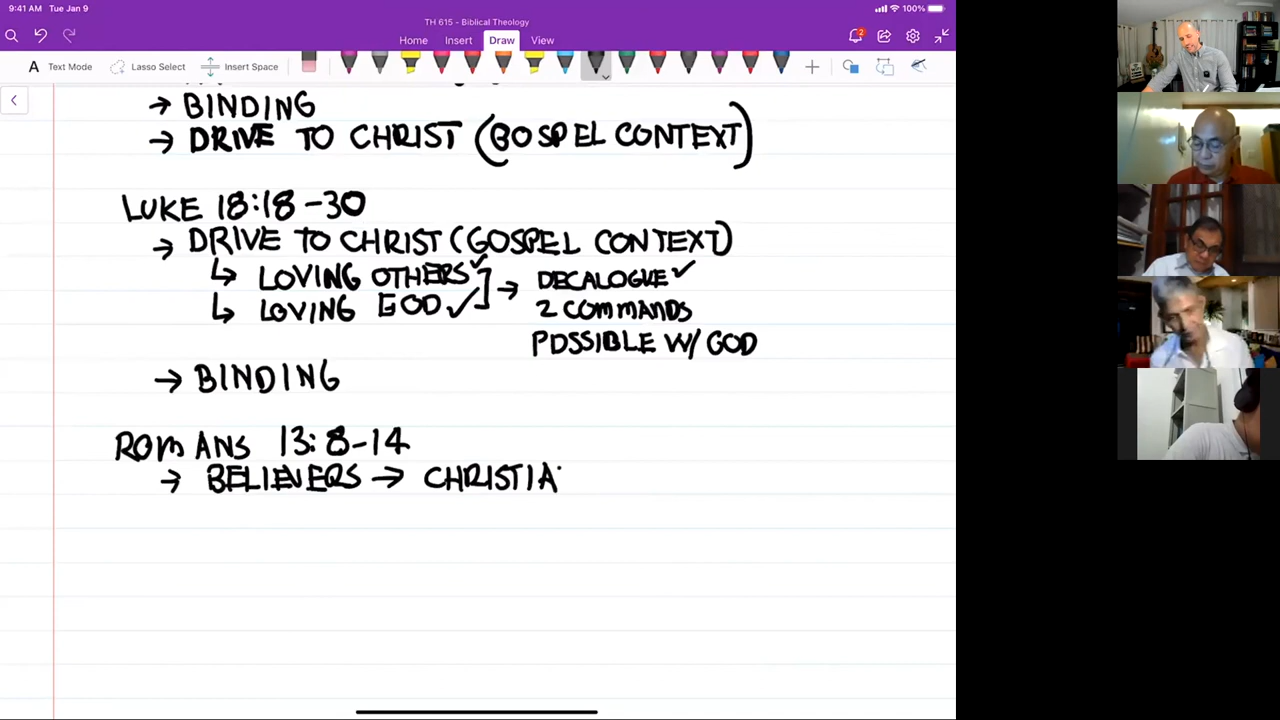 9:41 AM Tue Jan 9
100%
TH 615 - Biblical Theology
Home Insert Draw View
2
A Text Mode Lasso Select Insert Space
→ BINDING
→ DRIVE TO CHRIST (GOSPEL CONTEXT)
LUKE 18:18-30
→ DRIVE TO CHRIST (GOSPEL CONTEXT)
↳ LOVING OTHERS ✓ ] → DECALOGUE ✓
↳ LOVING GOD ✓ 2 COMMANDS
POSSIBLE W/ GOD
→ BINDING
ROMANS 13:8-14
→ BELIEVERS → CHRISTIA